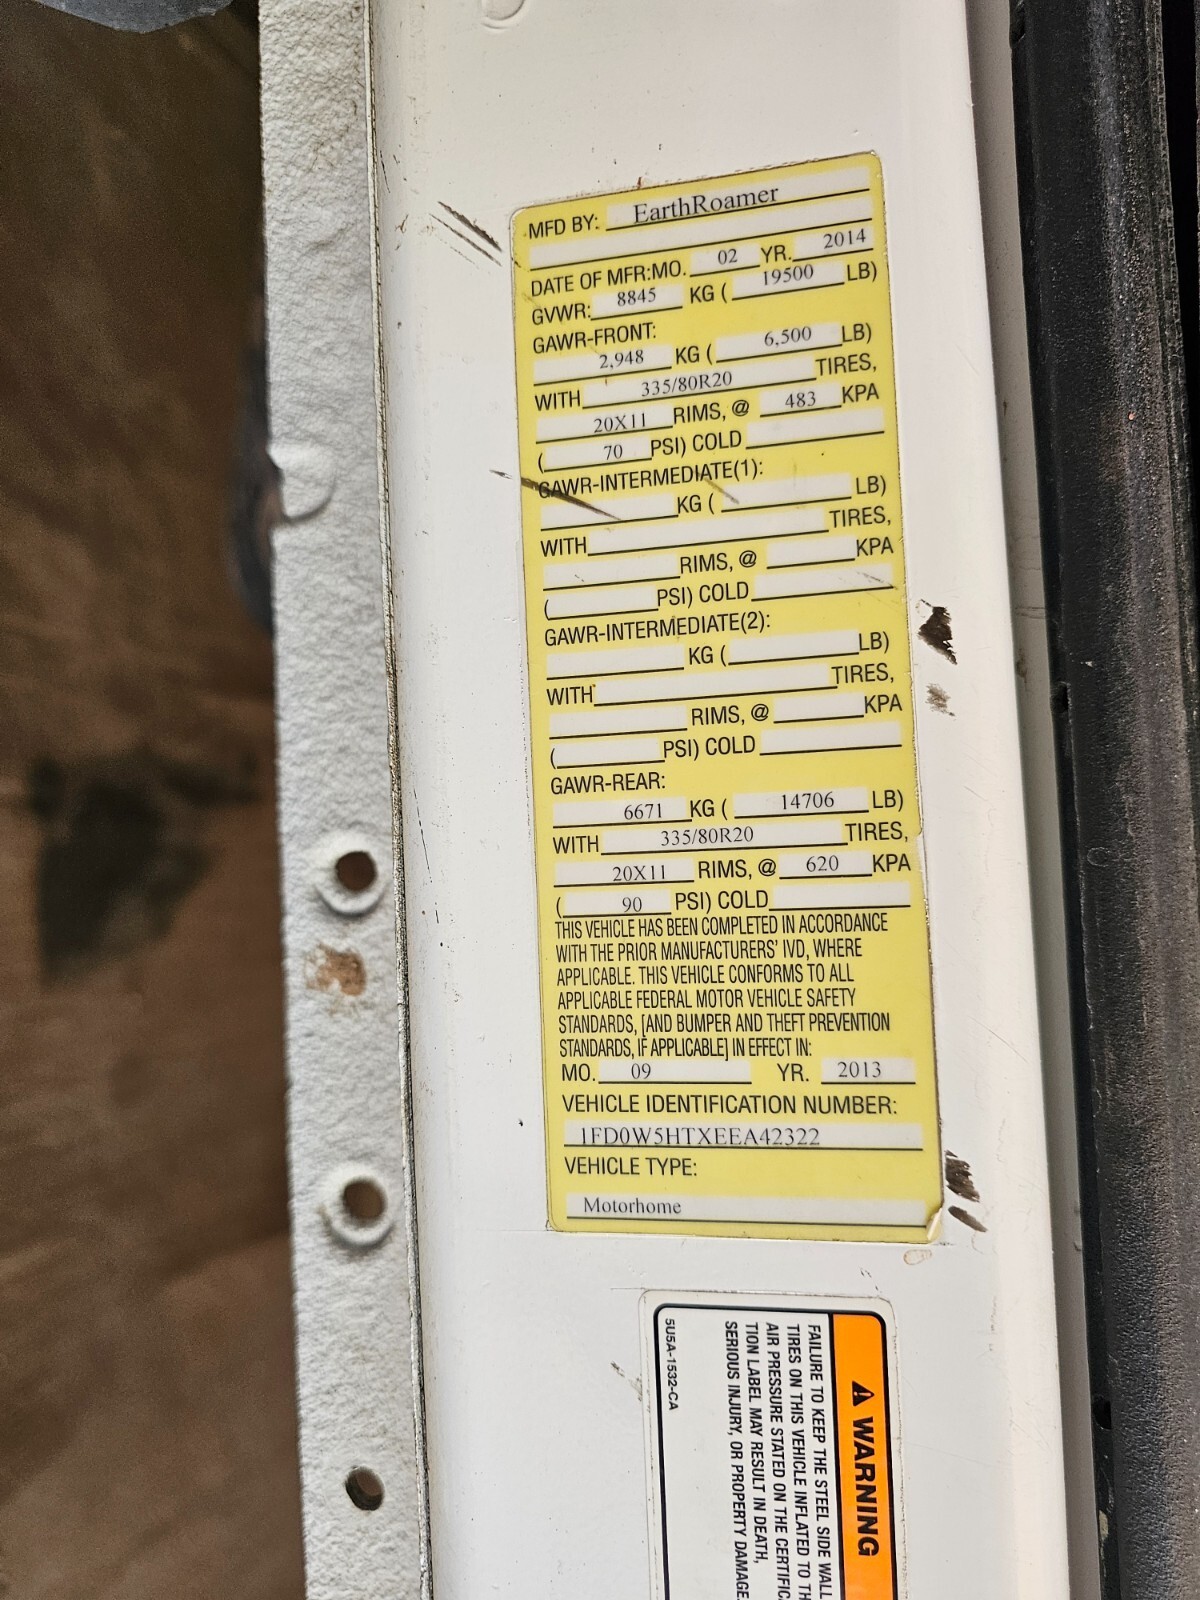 MFD BY: EarthRoamer
DATE OF MFR:MO. 02 YR. 2014
GVWR: 8845 KG ( 19500 LB)
GAWR-FRONT:
2,948 KG ( 6,500 LB)
WITH 335/80R20 TIRES,
20X11 RIMS, @ 483 KPA
( 70 PSI) COLD
GAWR-INTERMEDIATE(1):
KG ( LB)
WITH TIRES,
RIMS, @ KPA
( PSI) COLD
GAWR-INTERMEDIATE(2):
KG ( LB)
WITH TIRES,
RIMS, @ KPA
( PSI) COLD
GAWR-REAR:
6671 KG ( 14706 LB)
WITH 335/80R20 TIRES,
20X11 RIMS, @ 620 KPA
( 90 PSI) COLD
THIS VEHICLE HAS BEEN COMPLETED IN ACCORDANCE
WITH THE PRIOR MANUFACTURERS' IVD, WHERE
APPLICABLE. THIS VEHICLE CONFORMS TO ALL
APPLICABLE FEDERAL MOTOR VEHICLE SAFETY
STANDARDS, [AND BUMPER AND THEFT PREVENTION
STANDARDS, IF APPLICABLE] IN EFFECT IN:
MO. 09 YR. 2013
VEHICLE IDENTIFICATION NUMBER:
1FD0W5HTXEEA42322
VEHICLE TYPE:
Motorhome
WARNING
FAILURE TO KEEP THE STEEL SIDE WALL
TIRES ON THIS VEHICLE INFLATED TO
AIR PRESSURE STATED ON THE
TION LABEL MAY RESULT IN DEATH,
SERIOUS INJURY, OR PROPERTY DAMAGE.
5U5A-1532-CA